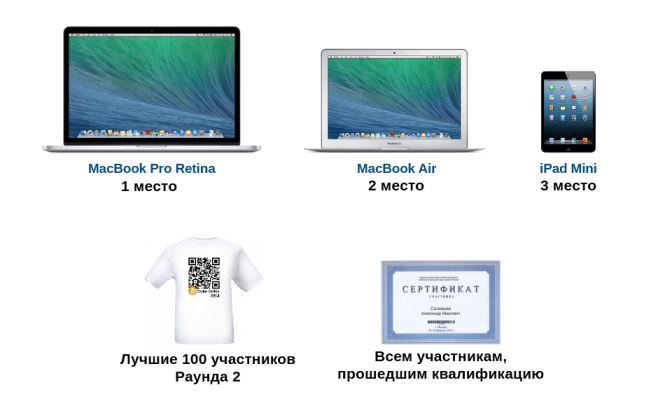 MacBook Pro Retina
1 место
MacBook Air
2 место
iPad Mini
3 место
2014
СЕРТИФИКАТ
УЧАСТНИКА
Лучшие 100 участников
Раунда 2
Всем участникам,
прошедшим квалификацию